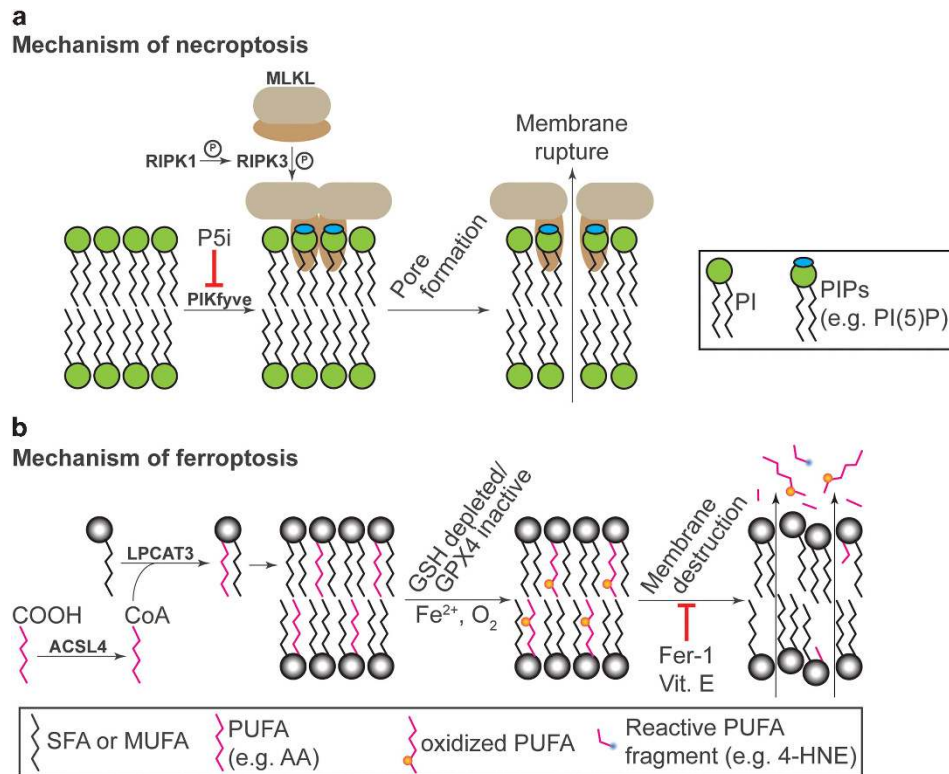 a
Mechanism of necroptosis
MLKL
P
RIPK1
RIPK3
P
Membrane
rupture
P5i
PIKfyve
Pore
formation
PI
PIPs
(e.g. PI(5)P)
b
Mechanism of ferroptosis
LPCAT3
COOH
CoA
ACSL4
GSH depleted/
GPX4 inactive
Fe²⁺, O₂
Membrane
destruction
Fer-1
Vit. E
SFA or MUFA
PUFA
(e.g. AA)
oxidized PUFA
Reactive PUFA
fragment (e.g. 4-HNE)